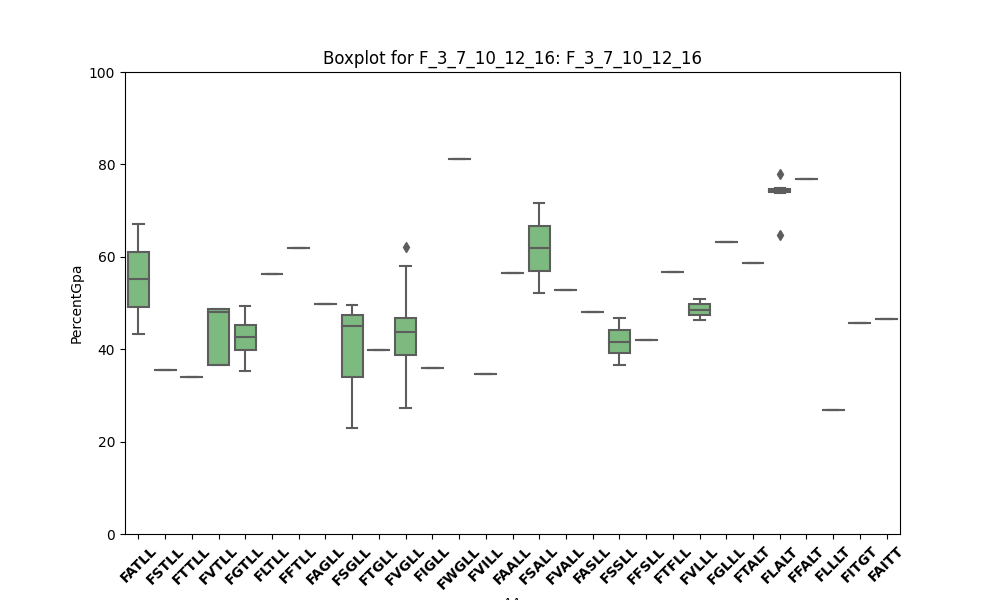 Boxplot for F_3_7_10_12_16: F_3_7_10_12_16
100
80
60
40
20
0
PercentGpa
FATLL FSTLL FTTLL FVTLL FGTLL FLTLL FFTLL FAGLL FSGLL FTGLL FVGLL FIGLL FWGLL FVILL FAALL FSALL FVALL FASLL FSSLL FFSLL FTFLL FVLLL FGLLL FTALT FLALT FFALT FLLLT FITGT FAITT